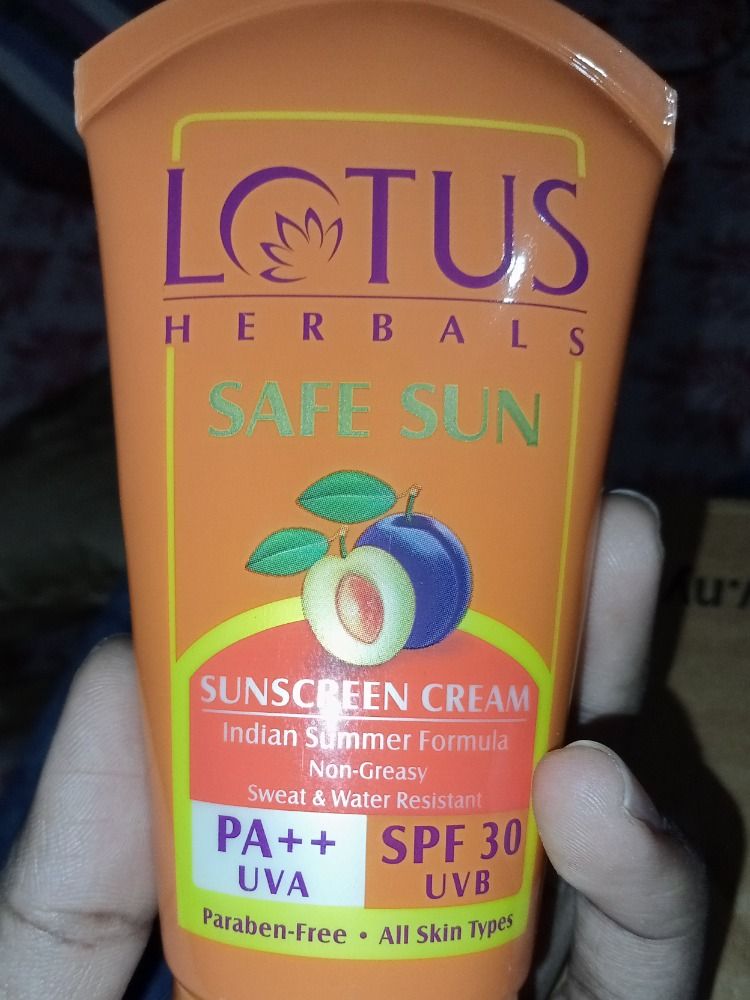 LOTUS
HERBALS
SAFE SUN
SUNSCREEN CREAM
Indian Summer Formula
Non-Greasy
Sweat & Water Resistant
PA++ SPF 30
UVA UVB
Paraben-Free • All Skin Types